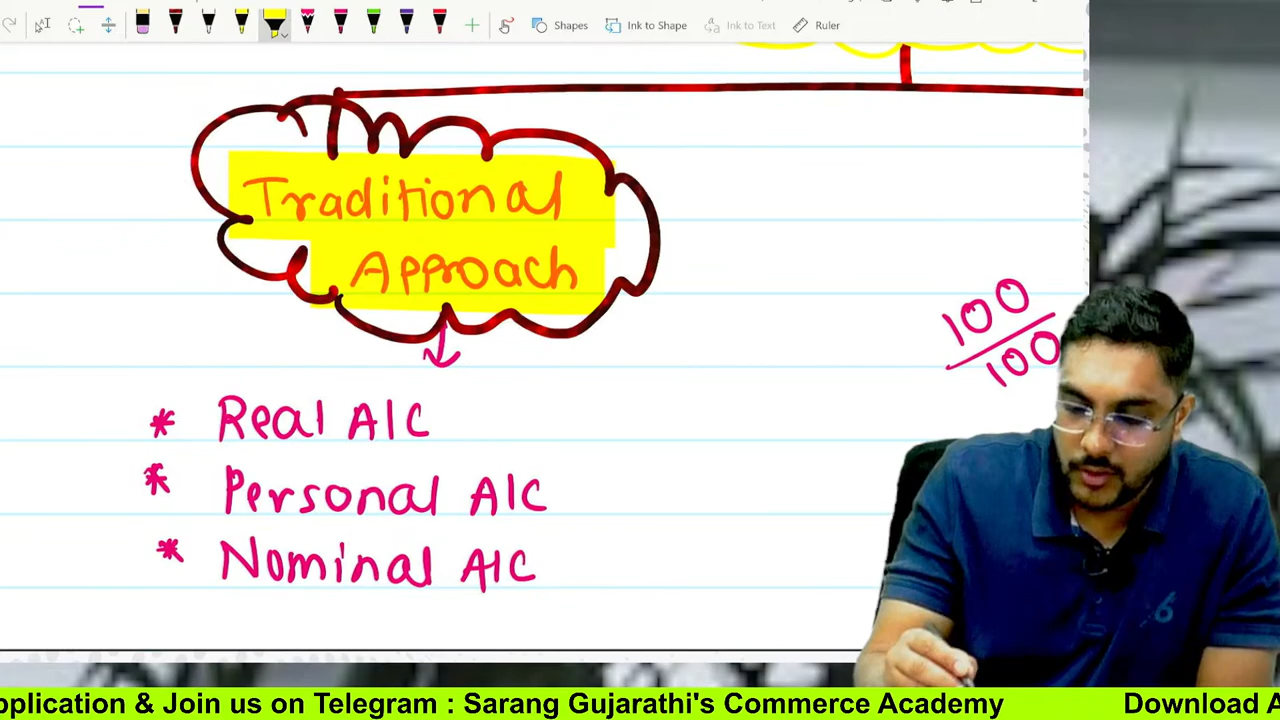 Shapes
Ink to Shape
Ink to Text
Ruler
Traditional
Approach
100
100
* Real A/C
* Personal A/C
* Nominal A/C
6
pplication & Join us on Telegram : Sarang Gujarathi's Commerce Academy
Download A